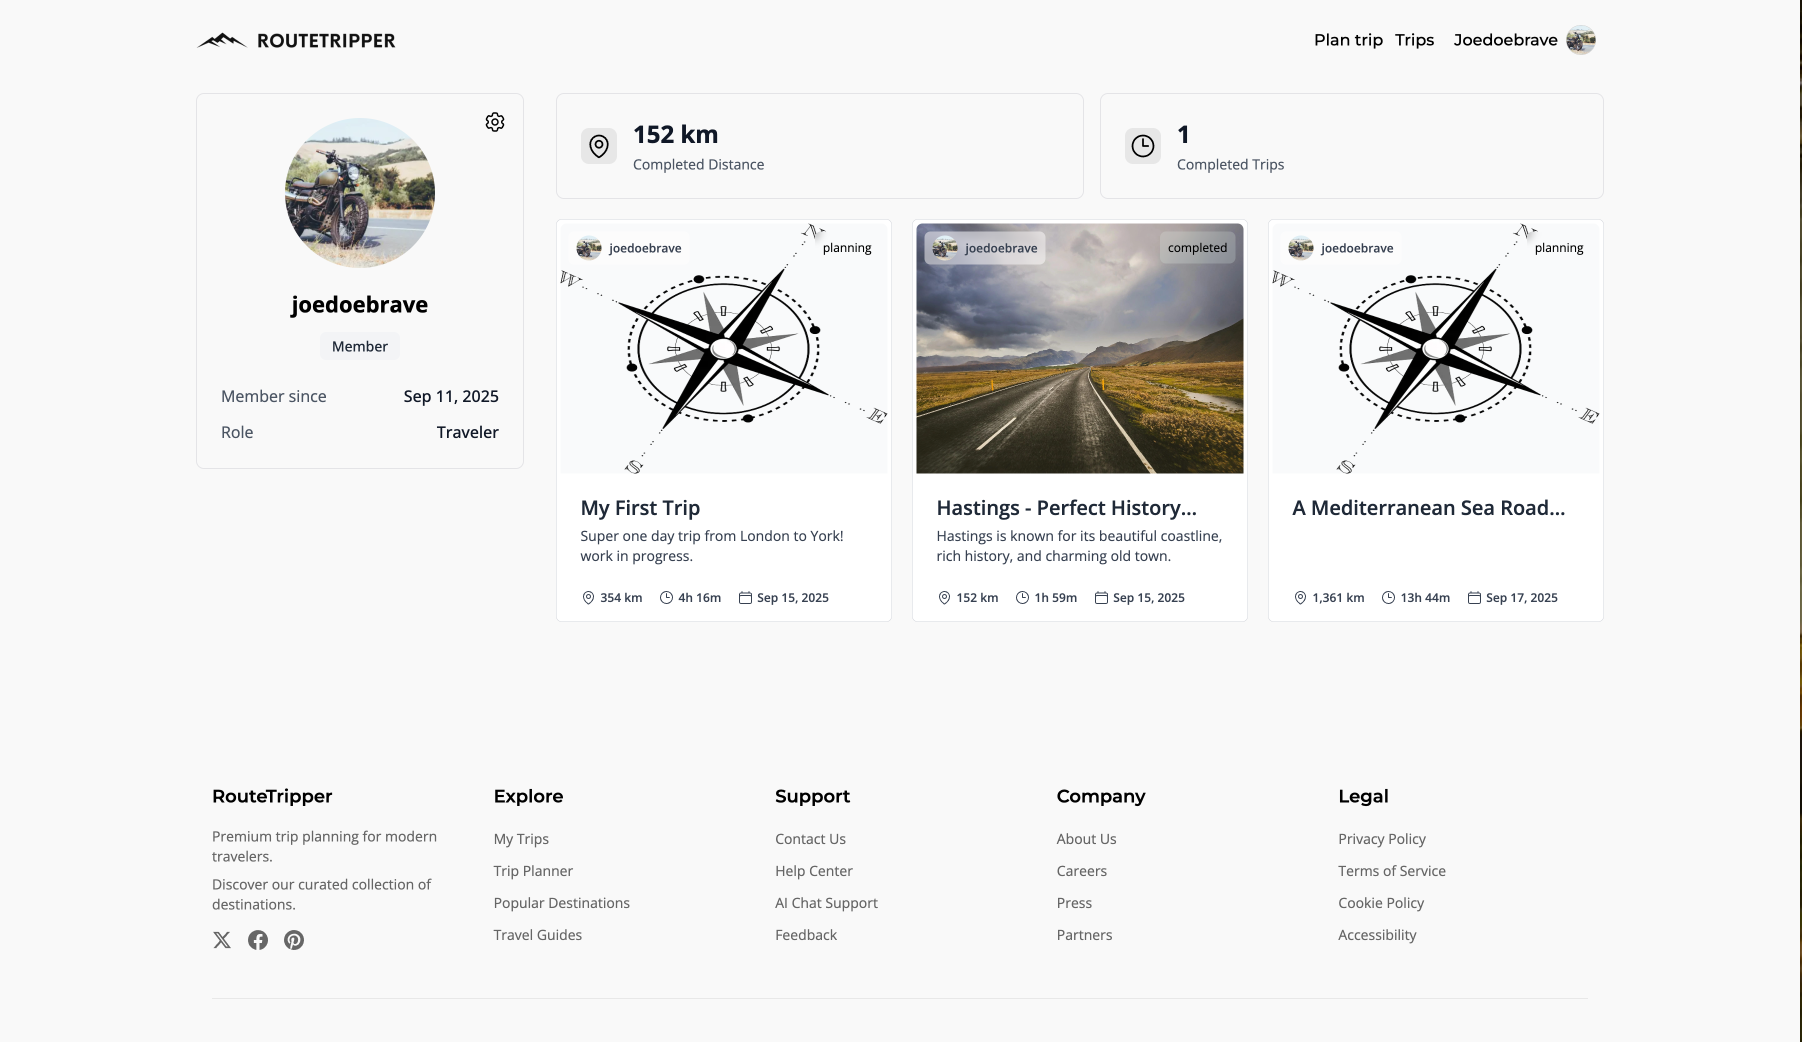 ROUTETRIPPER
Plan trip Trips Joedoebrave
joedoebrave
Member
Member since Sep 11, 2025
Role Traveler
152 km
Completed Distance
1
Completed Trips
joedoebrave planning
N
W
E
S
My First Trip
Super one day trip from London to York!
work in progress.
354 km 4h 16m Sep 15, 2025
joedoebrave completed
Hastings - Perfect History...
Hastings is known for its beautiful coastline,
rich history, and charming old town.
152 km 1h 59m Sep 15, 2025
joedoebrave planning
N
W
E
S
A Mediterranean Sea Road...
1,361 km 13h 44m Sep 17, 2025
RouteTripper
Premium trip planning for modern
travelers.
Discover our curated collection of
destinations.
Explore
My Trips
Trip Planner
Popular Destinations
Travel Guides
Support
Contact Us
Help Center
AI Chat Support
Feedback
Company
About Us
Careers
Press
Partners
Legal
Privacy Policy
Terms of Service
Cookie Policy
Accessibility